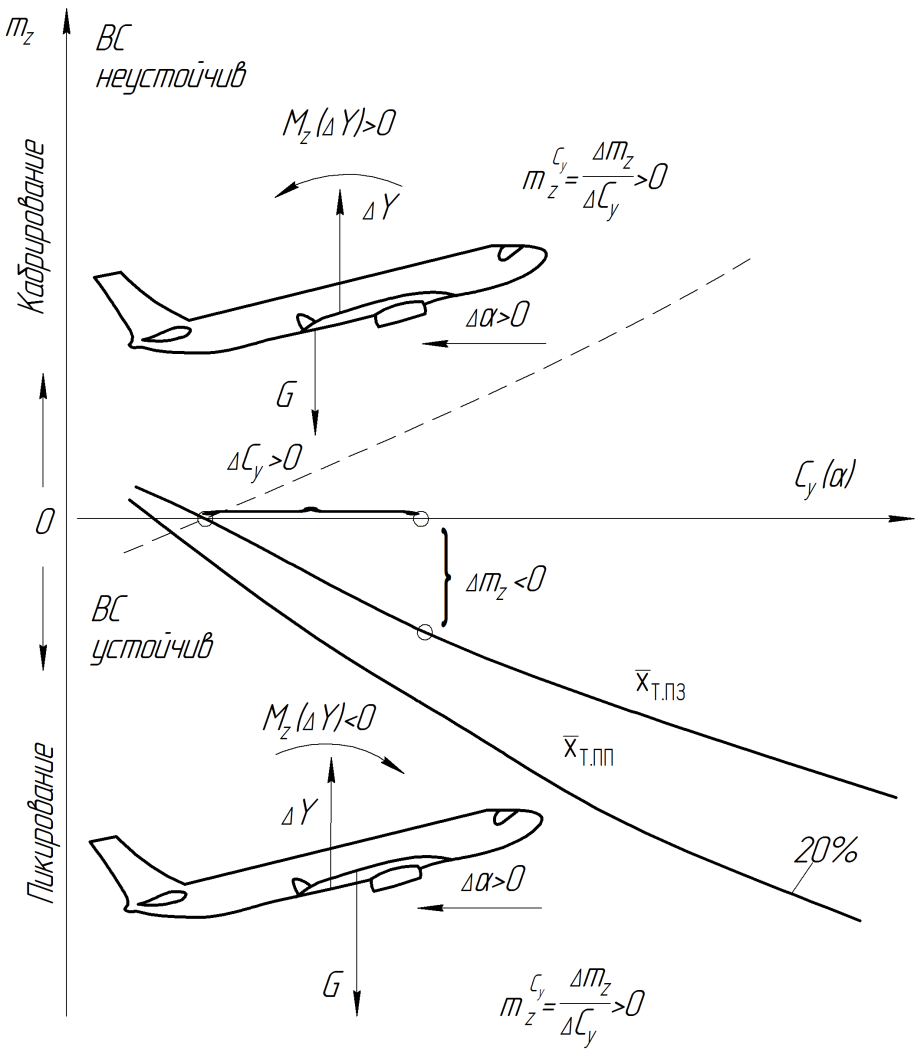 m_z
ВС
неустойчив
M_z(ΔY)>0
m_z^{C_y}=Δm_z/ΔC_y>0
ΔY
Кабрирование
Δα>0
G
ΔC_y>0
C_y(α)
0
Δm_z<0
ВС
устойчив
x̅_Т.ПЗ
M_z(ΔY)<0
x̅_Т.ПП
ΔY
20%
Пикирование
Δα>0
G
m_z^{C_y}=Δm_z/ΔC_y>0